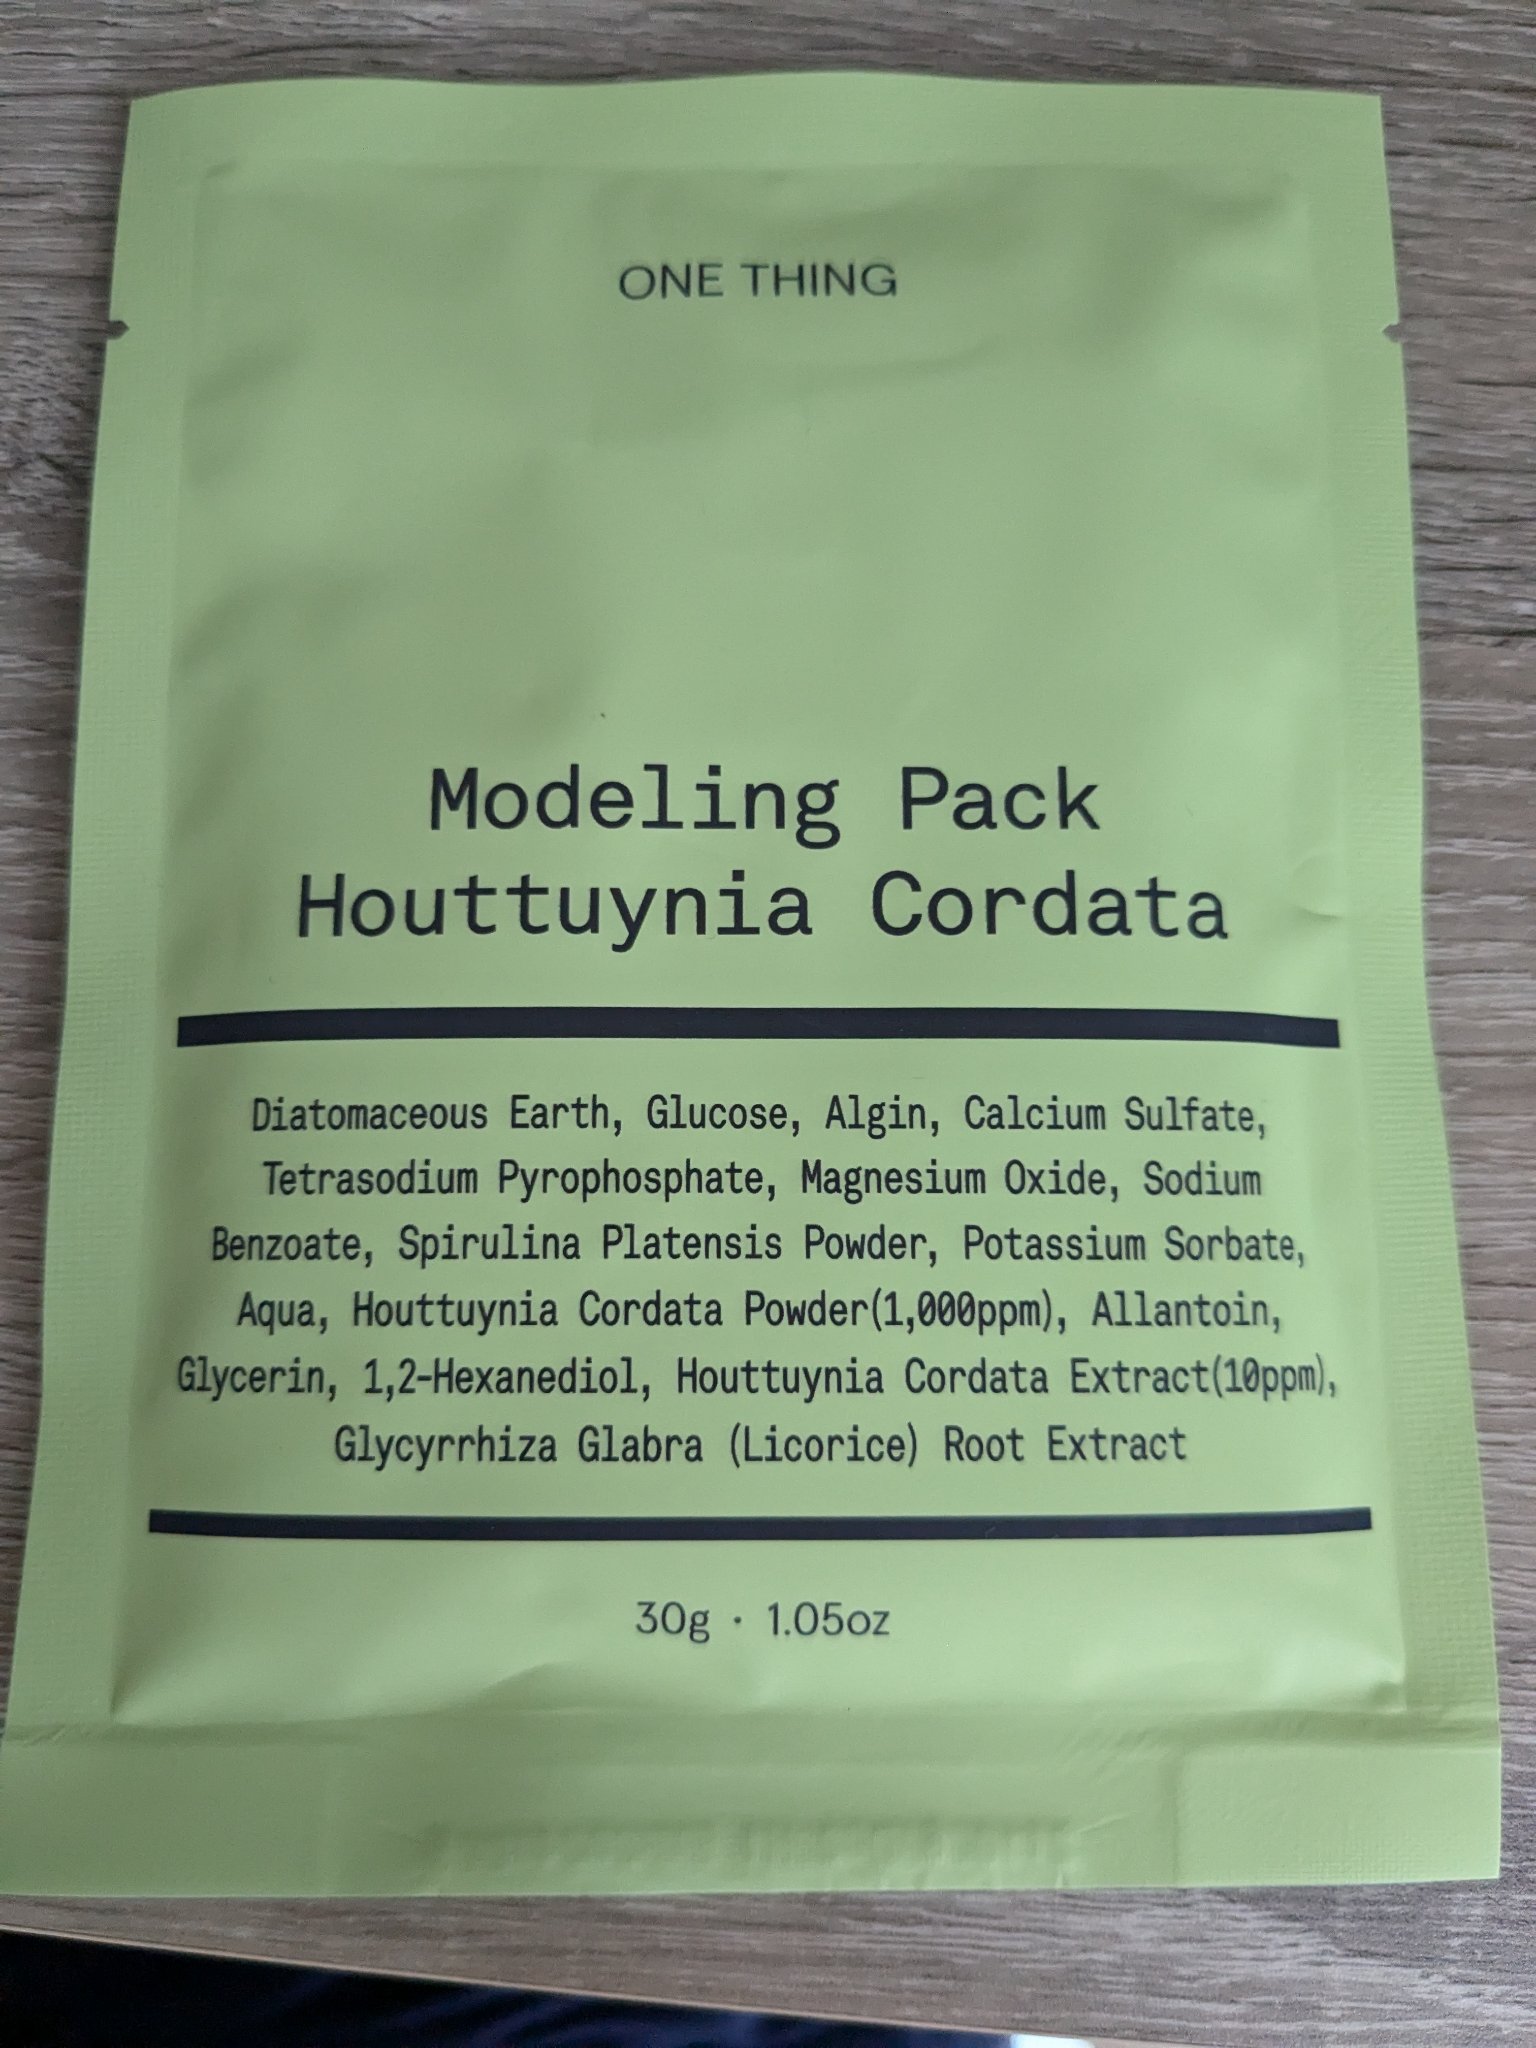 ONE THING
Modeling Pack
Houttuynia Cordata
Diatomaceous Earth, Glucose, Algin, Calcium Sulfate,
Tetrasodium Pyrophosphate, Magnesium Oxide, Sodium
Benzoate, Spirulina Platensis Powder, Potassium Sorbate,
Aqua, Houttuynia Cordata Powder(1,000ppm), Allantoin,
Glycerin, 1,2-Hexanediol, Houttuynia Cordata Extract(10ppm),
Glycyrrhiza Glabra (Licorice) Root Extract
30g · 1.05oz